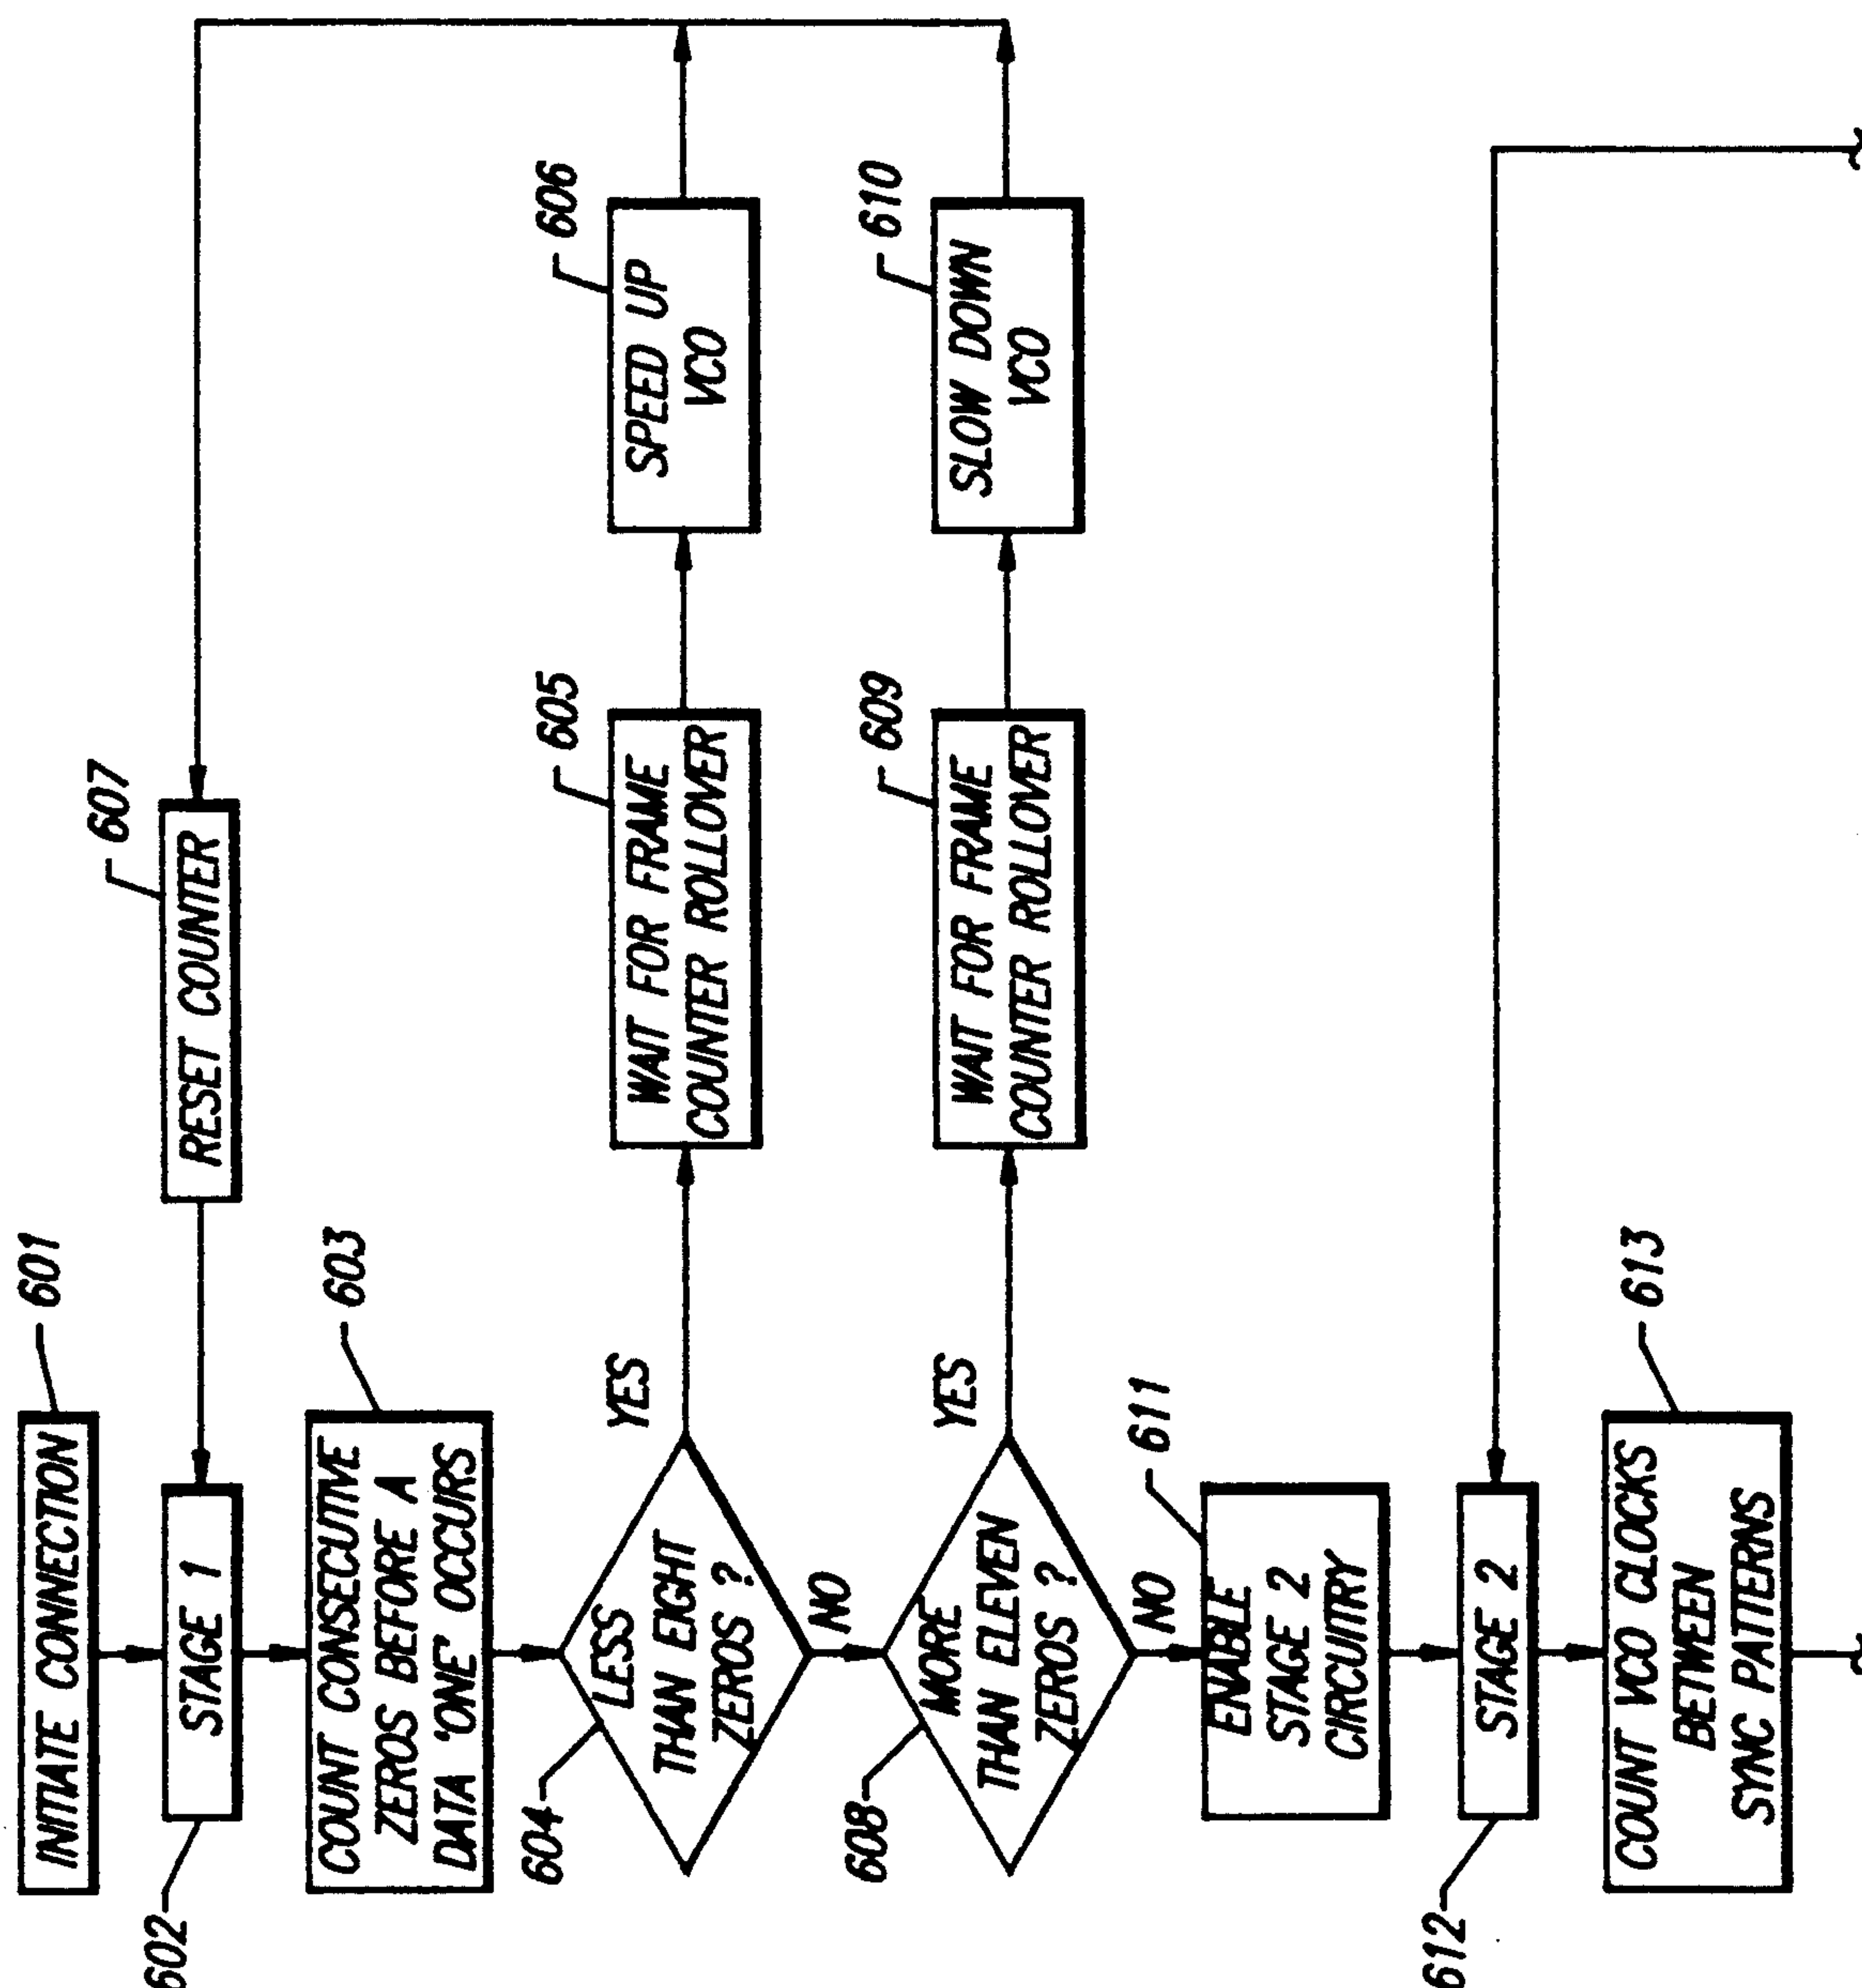 601
INITIATE CONNECTION
602
STAGE 1
607
RESET COUNTER
603
COUNT CONSECUTIVE
ZEROS BEFORE A
DATA 'ONE' OCCURS
604
LESS
THAN EIGHT
ZEROS ?
YES
NO
605
WAIT FOR FRAME
COUNTER ROLLOVER
606
SPEED UP
VCO
608
MORE
THAN ELEVEN
ZEROS ?
YES
NO
609
WAIT FOR FRAME
COUNTER ROLLOVER
610
SLOW DOWN
VCO
611
ENABLE
STAGE 2
CIRCUITRY
612
STAGE 2
613
COUNT VCO CLOCKS
BETWEEN
SYNC PATTERNS